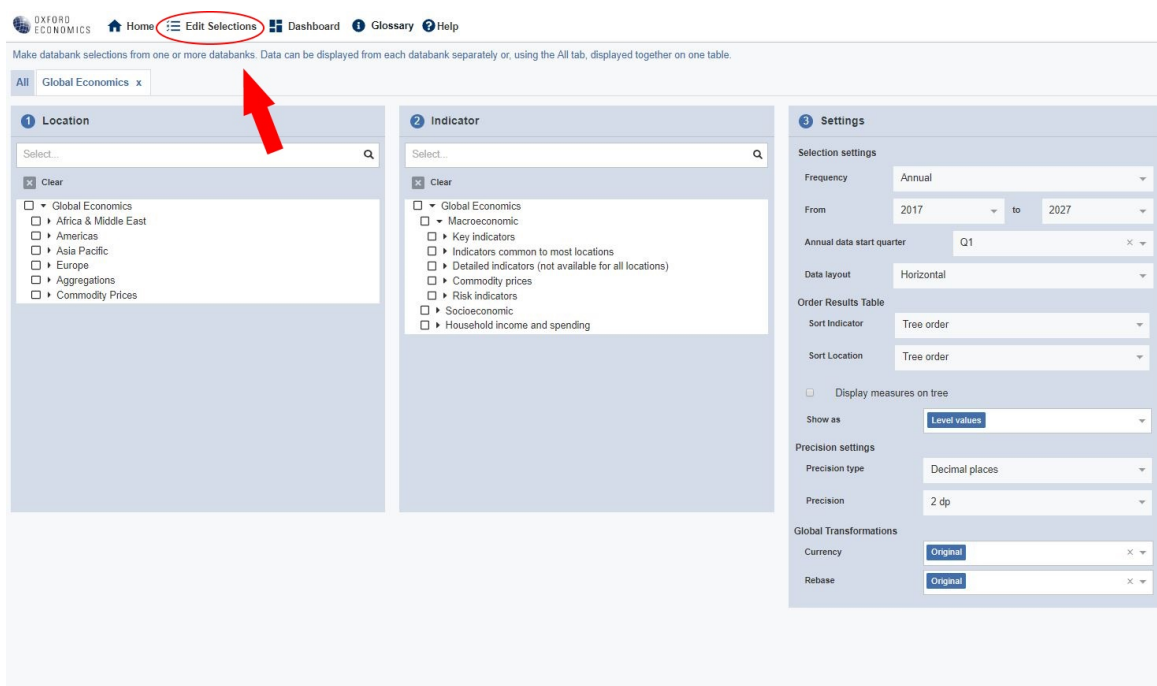 OXFORD
ECONOMICS
Home
Edit Selections
Dashboard
Glossary
Help
Make databank selections from one or more databanks. Data can be displayed from each databank separately or, using the All tab, displayed together on one table.
All
Global Economics x
1 Location
Select...
Clear
Global Economics
Africa & Middle East
Americas
Asia Pacific
Europe
Aggregations
Commodity Prices
2 Indicator
Select...
Clear
Global Economics
Macroeconomic
Key indicators
Indicators common to most locations
Detailed indicators (not available for all locations)
Commodity prices
Risk indicators
Socioeconomic
Household income and spending
3 Settings
Selection settings
Frequency Annual
From 2017 to 2027
Annual data start quarter Q1
Data layout Horizontal
Order Results Table
Sort Indicator Tree order
Sort Location Tree order
Display measures on tree
Show as Level values
Precision settings
Precision type Decimal places
Precision 2 dp
Global Transformations
Currency Original
Rebase Original